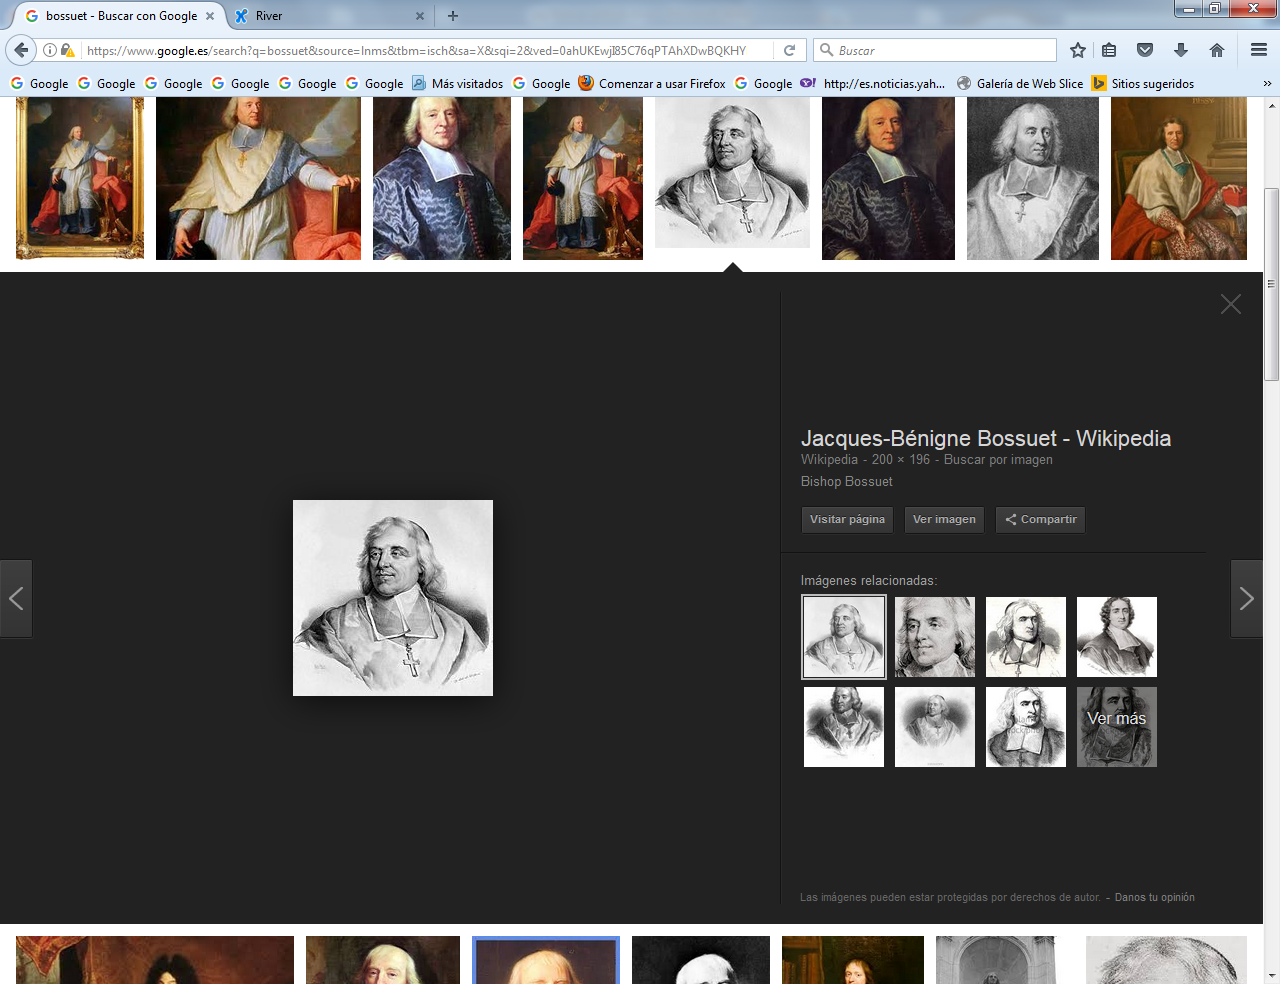 bossuet - Buscar con Google
River
https://www.google.es/search?q=bossuet&source=lnms&tbm=isch&sa=X&sqi=2&ved=0ahUKEwjI85C76qPTAhXDwBQKHY
Buscar
Google Google Google Google Google Más visitados Google Comenzar a usar Firefox Google http://es.noticias.yah... Galería de Web Slice Sitios sugeridos
Jacques-Bénigne Bossuet - Wikipedia
Wikipedia - 200 × 196 - Buscar por imagen
Bishop Bossuet
Visitar página Ver imagen Compartir
Imágenes relacionadas:
Ver más
Las imágenes pueden estar protegidas por derechos de autor. - Danos tu opinión